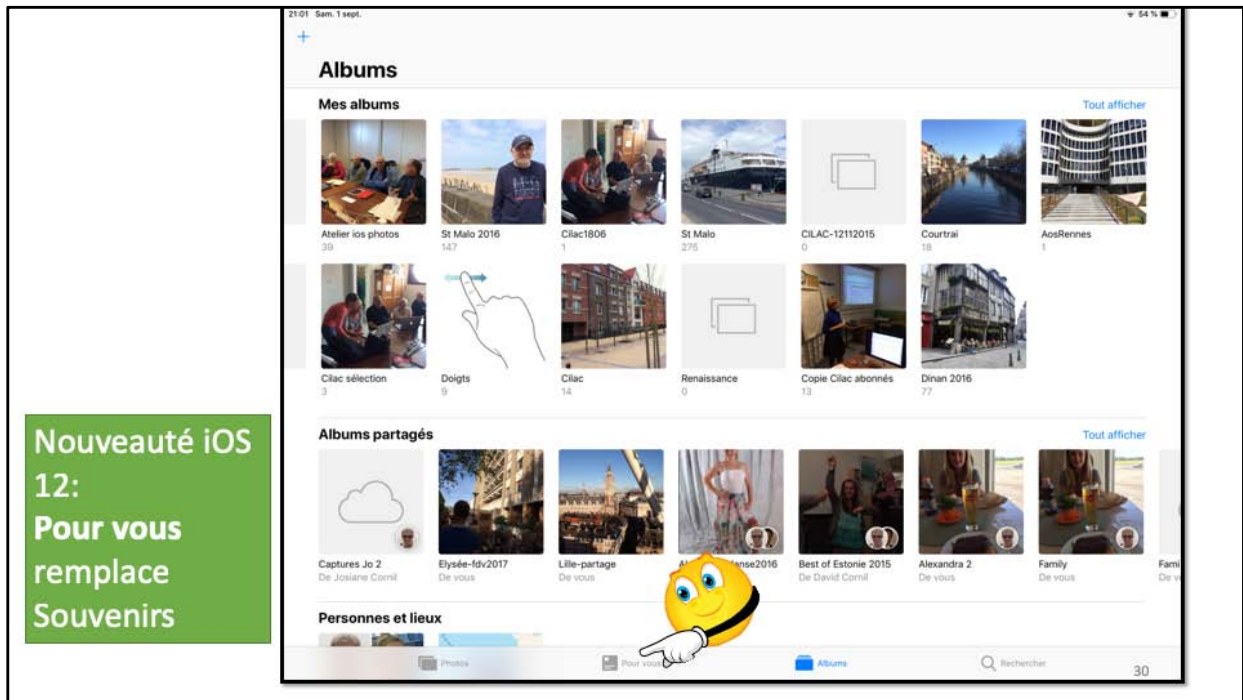 21:01 Sam. 1 sept.
54 %
+
Albums
Mes albums
Tout afficher
Atelier ios photos
39
St Malo 2016
147
Cilac1806
1
St Malo
275
CILAC-12112015
0
Courtrai
18
AosRennes
1
Cilac sélection
3
Doigts
9
Cilac
14
Renaissance
0
Copie Cilac abonnés
13
Dinan 2016
77
Albums partagés
Tout afficher
Captures Jo 2
De Josiane Cornil
Elysée-fdv2017
De vous
Lille-partage
De vous
Best of Estonie 2015
De David Cornil
Alexandra 2
De vous
Family
De vous
Personnes et lieux
Photos
Pour vous
Albums
Rechercher
30
Nouveauté iOS
12:
Pour vous
remplace
Souvenirs